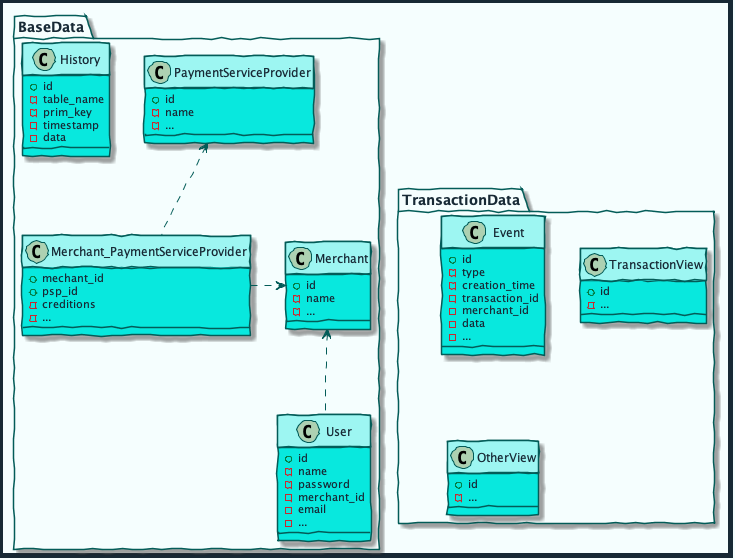 BaseData
C History
id
table_name
prim_key
timestamp
data
C PaymentServiceProvider
id
name
...
C Merchant_PaymentServiceProvider
mechant_id
psp_id
creditions
...
C Merchant
id
name
...
C User
id
name
password
merchant_id
email
...
TransactionData
C Event
id
type
creation_time
transaction_id
merchant_id
data
...
C TransactionView
id
...
C OtherView
id
...